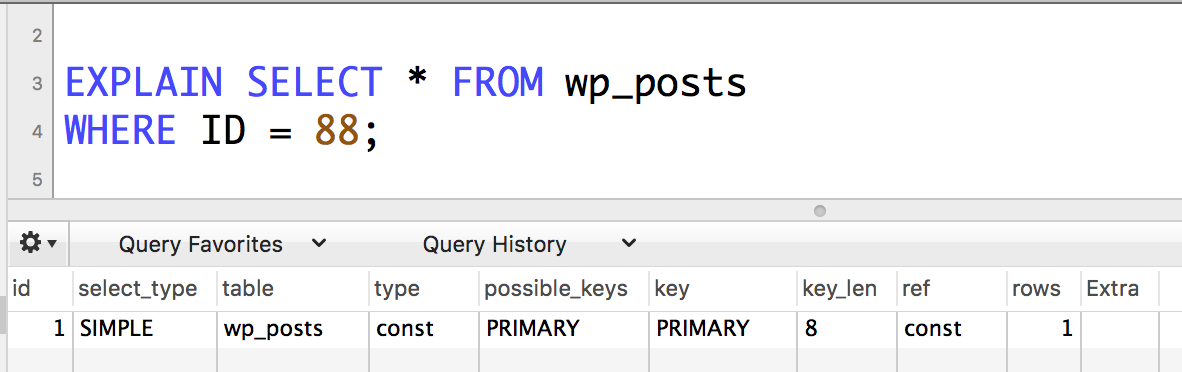 2
3 EXPLAIN SELECT * FROM wp_posts
4 WHERE ID = 88;
5
Query Favorites Query History
id select_type table type possible_keys key key_len ref rows Extra
1 SIMPLE wp_posts const PRIMARY PRIMARY 8 const 1